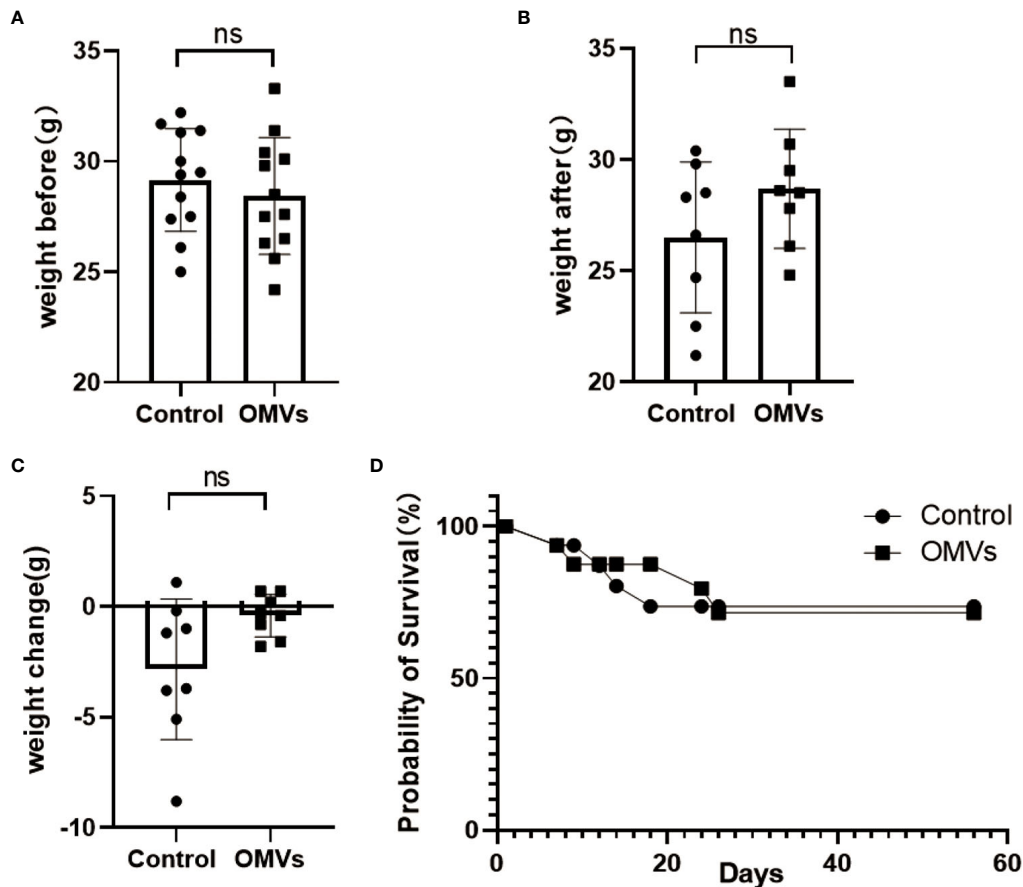 A
ns
35
30
25
20
weight before(g)
Control OMVs
B
ns
35
30
25
20
weight after(g)
Control OMVs
C
ns
5
0
-5
-10
weight change(g)
Control OMVs
D
Probability of Survival(%)
100
50
0
0 20 40 60
Days
Control
OMVs